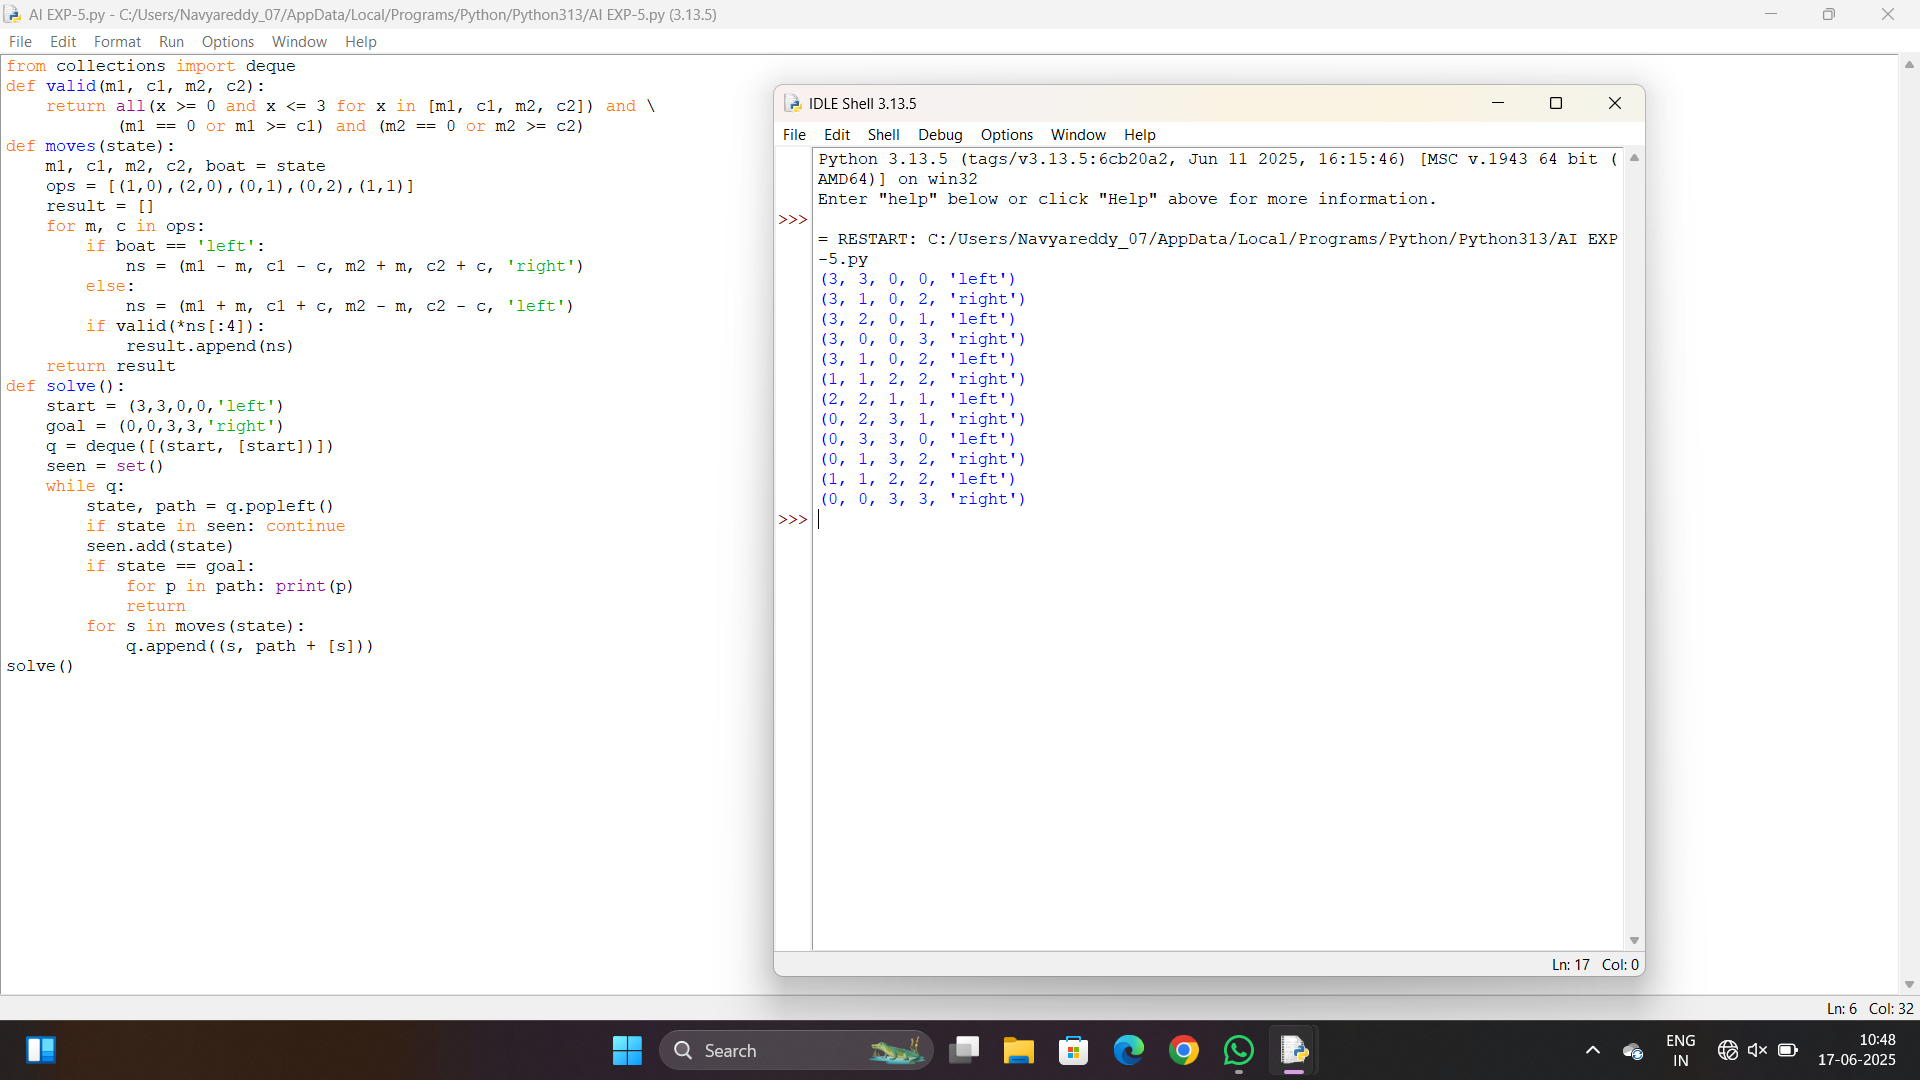 AI EXP-5.py - C:/Users/Navyareddy_07/AppData/Local/Programs/Python/Python313/AI EXP-5.py (3.13.5)
File Edit Format Run Options Window Help
from collections import deque
def valid(m1, c1, m2, c2):
    return all(x >= 0 and x <= 3 for x in [m1, c1, m2, c2]) and \
           (m1 == 0 or m1 >= c1) and (m2 == 0 or m2 >= c2)
def moves(state):
    m1, c1, m2, c2, boat = state
    ops = [(1,0),(2,0),(0,1),(0,2),(1,1)]
    result = []
    for m, c in ops:
        if boat == 'left':
            ns = (m1 - m, c1 - c, m2 + m, c2 + c, 'right')
        else:
            ns = (m1 + m, c1 + c, m2 - m, c2 - c, 'left')
        if valid(*ns[:4]):
            result.append(ns)
    return result
def solve():
    start = (3,3,0,0,'left')
    goal = (0,0,3,3,'right')
    q = deque([(start, [start])])
    seen = set()
    while q:
        state, path = q.popleft()
        if state in seen: continue
        seen.add(state)
        if state == goal:
            for p in path: print(p)
            return
        for s in moves(state):
            q.append((s, path + [s]))
solve()
IDLE Shell 3.13.5
File Edit Shell Debug Options Window Help
Python 3.13.5 (tags/v3.13.5:6cb20a2, Jun 11 2025, 16:15:46) [MSC v.1943 64 bit (
AMD64)] on win32
Enter "help" below or click "Help" above for more information.
>>>
= RESTART: C:/Users/Navyareddy_07/AppData/Local/Programs/Python/Python313/AI EXP
-5.py
(3, 3, 0, 0, 'left')
(3, 1, 0, 2, 'right')
(3, 2, 0, 1, 'left')
(3, 0, 0, 3, 'right')
(3, 1, 0, 2, 'left')
(1, 1, 2, 2, 'right')
(2, 2, 1, 1, 'left')
(0, 2, 3, 1, 'right')
(0, 3, 3, 0, 'left')
(0, 1, 3, 2, 'right')
(1, 1, 2, 2, 'left')
(0, 0, 3, 3, 'right')
>>>
Ln: 17 Col: 0
Ln: 6 Col: 32
Search
ENG
IN
10:48
17-06-2025